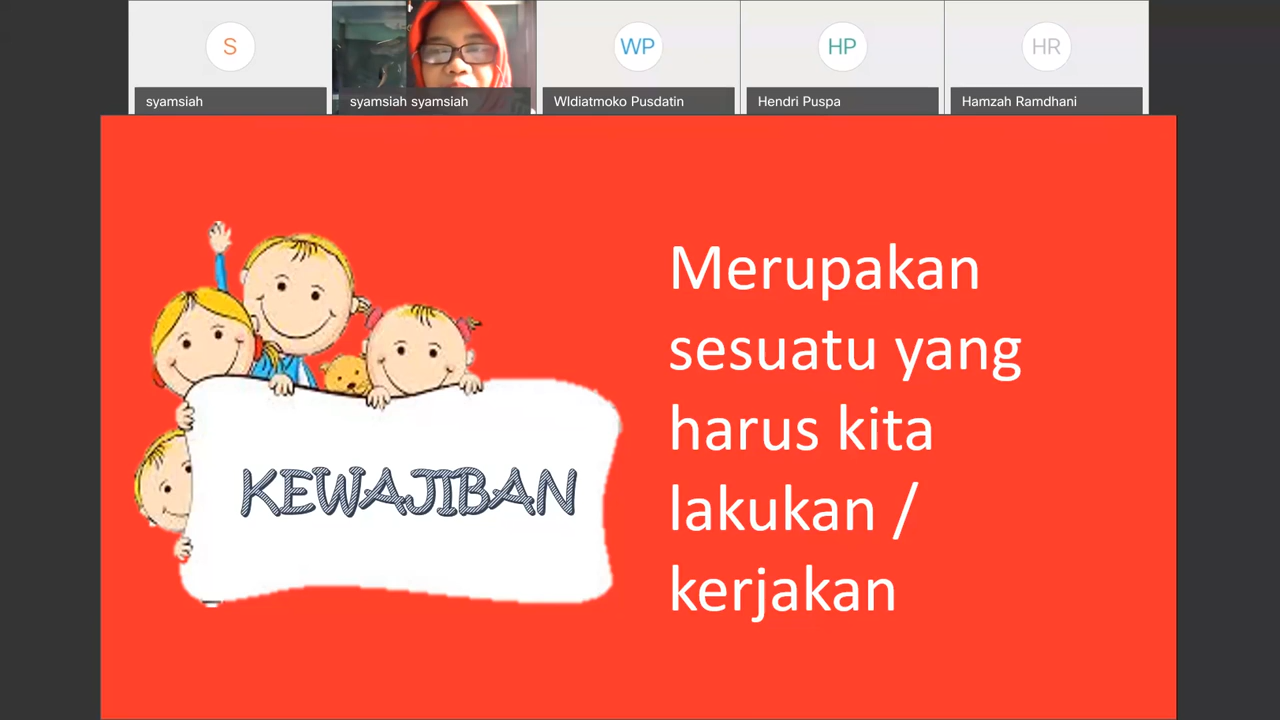 S
WP
HP
HR
syamsiah
syamsiah syamsiah
WIdiatmoko Pusdatin
Hendri Puspa
Hamzah Ramdhani
KEWAJIBAN
Merupakan
sesuatu yang
harus kita
lakukan /
kerjakan